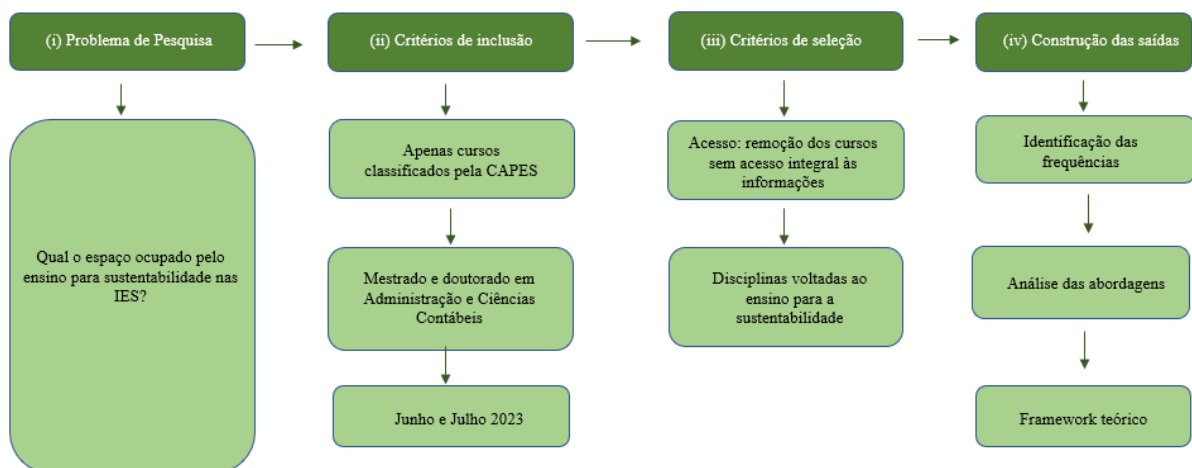 (i) Problema de Pesquisa
Qual o espaço ocupado pelo
ensino para sustentabilidade nas
IES?
(ii) Critérios de inclusão
Apenas cursos
classificados pela CAPES
Mestrado e doutorado em
Administração e Ciências
Contábeis
Junho e Julho 2023
(iii) Critérios de seleção
Acesso: remoção dos cursos
sem acesso integral às
informações
Disciplinas voltadas ao
ensino para a
sustentabilidade
(iv) Construção das saídas
Identificação das
frequências
Análise das abordagens
Framework teórico